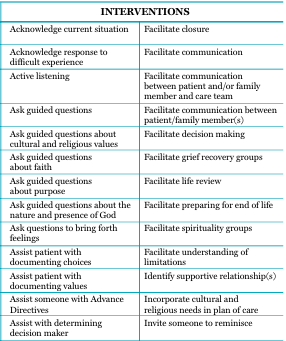 INTERVENTIONS
Acknowledge current situation
Facilitate closure
Acknowledge response to
difficult experience
Facilitate communication
Active listening
Facilitate communication
between patient and/or family
member and care team
Ask guided questions
Facilitate communication between
patient/family member(s)
Ask guided questions about
cultural and religious values
Facilitate decision making
Ask guided questions
about faith
Facilitate grief recovery groups
Ask guided questions
about purpose
Facilitate life review
Ask guided questions about the
nature and presence of God
Facilitate preparing for end of life
Ask questions to bring forth
feelings
Facilitate spirituality groups
Assist patient with
documenting choices
Facilitate understanding of
limitations
Assist patient with
documenting values
Identify supportive relationship(s)
Assist someone with Advance
Directives
Incorporate cultural and
religious needs in plan of care
Assist with determining
decision maker
Invite someone to reminisce